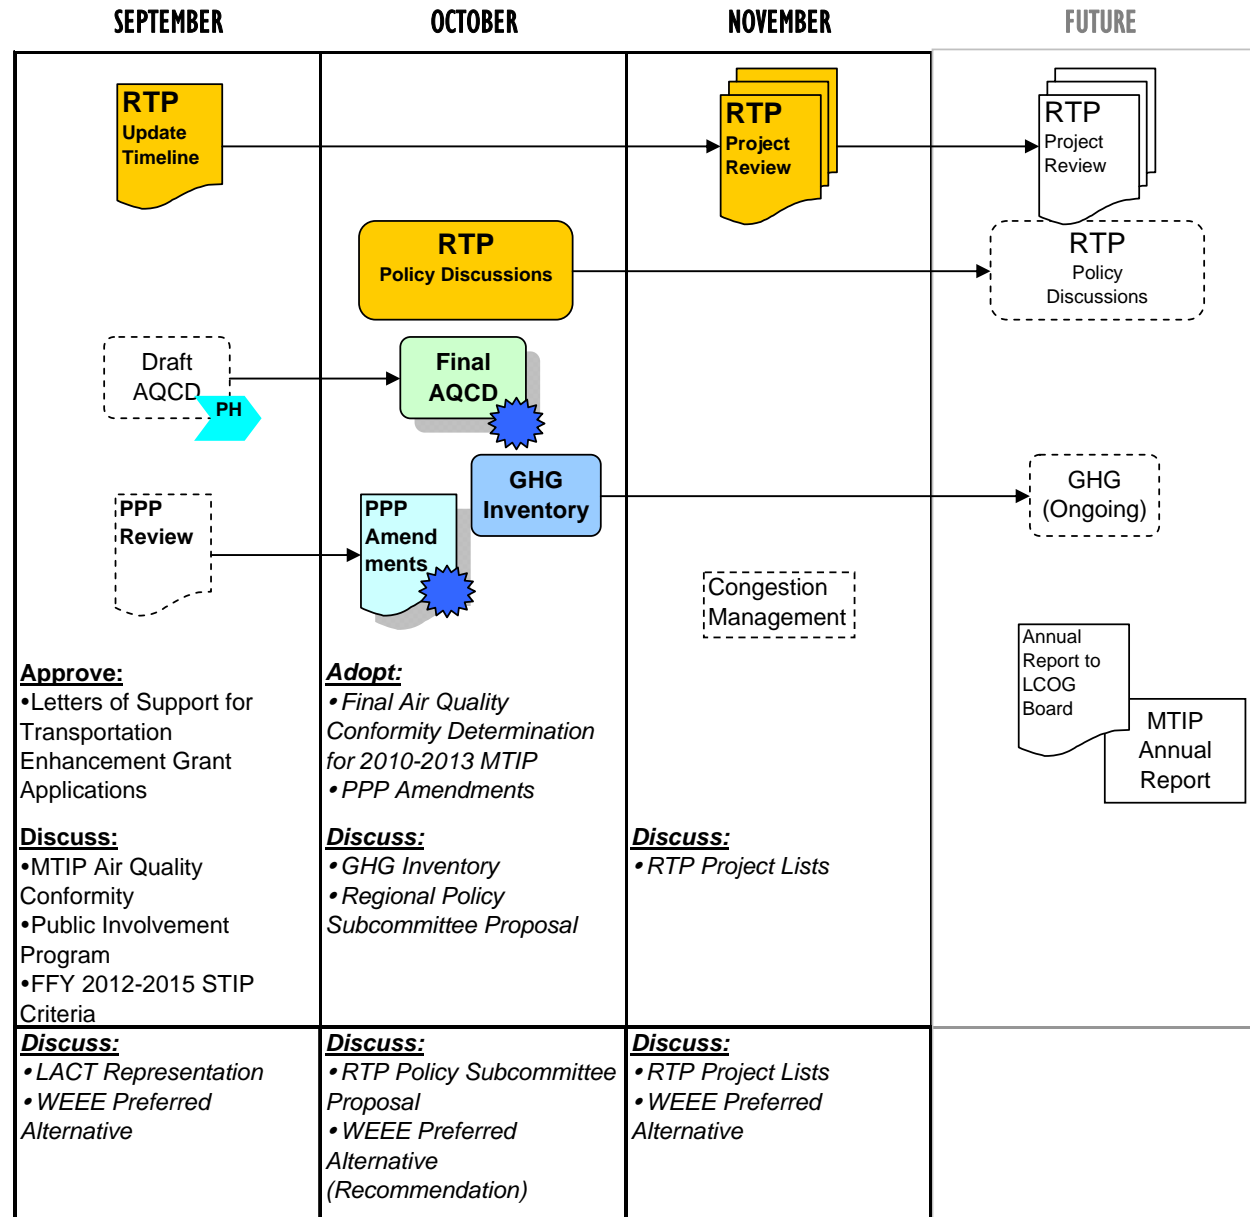 SEPTEMBER
OCTOBER
NOVEMBER
FUTURE
RTP
Update
Timeline
RTP
Project
Review
RTP
Project
Review
RTP
Policy Discussions
RTP
Policy
Discussions
Draft
AQCD
PH
Final
AQCD
GHG
Inventory
GHG
(Ongoing)
PPP
Review
PPP
Amend
ments
Congestion
Management
Annual
Report to
LCOG
Board
MTIP
Annual
Report
Approve:
•Letters of Support for
Transportation
Enhancement Grant
Applications
Discuss:
•MTIP Air Quality
Conformity
•Public Involvement
Program
•FFY 2012-2015 STIP
Criteria
Adopt:
• Final Air Quality
Conformity Determination
for 2010-2013 MTIP
• PPP Amendments
Discuss:
• GHG Inventory
• Regional Policy
Subcommittee Proposal
Discuss:
• RTP Project Lists
Discuss:
• LACT Representation
• WEEE Preferred
Alternative
Discuss:
• RTP Policy Subcommittee
Proposal
• WEEE Preferred
Alternative
(Recommendation)
Discuss:
• RTP Project Lists
• WEEE Preferred
Alternative